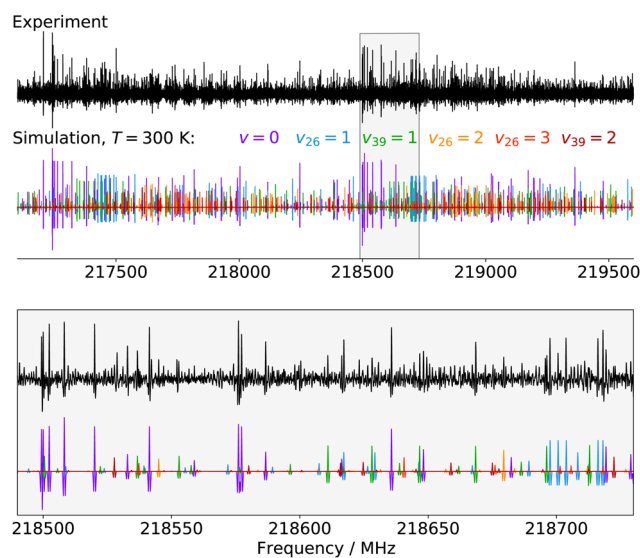 Experiment
Simulation, T = 300 K: v = 0 v₂₆ = 1 v₃₉ = 1 v₂₆ = 2 v₂₆ = 3 v₃₉ = 2
217500 218000 218500 219000 219500
218500 218550 218600 218650 218700
Frequency / MHz